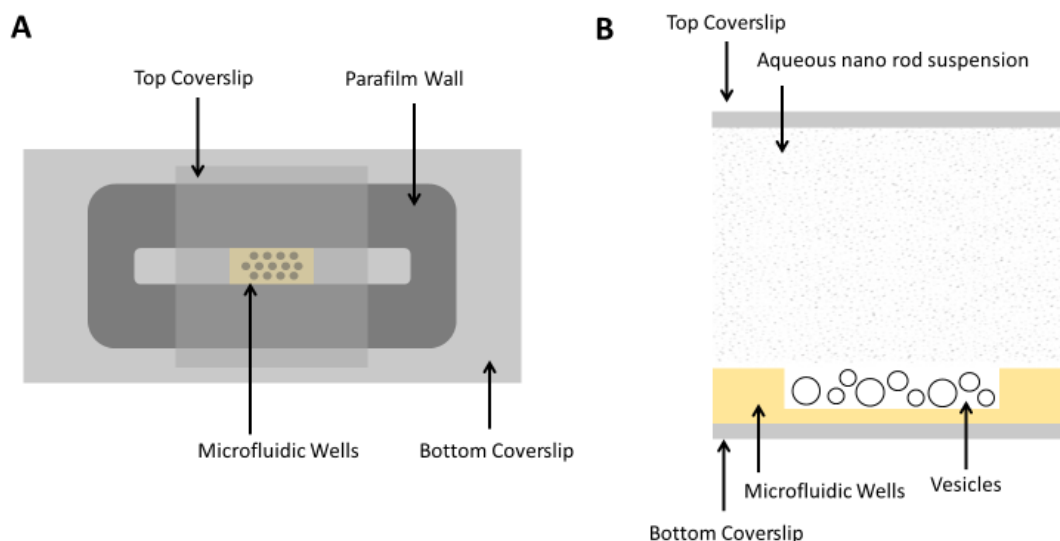 A
Top Coverslip
Parafilm Wall
Microfluidic Wells
Bottom Coverslip
B
Top Coverslip
Aqueous nano rod suspension
Microfluidic Wells
Vesicles
Bottom Coverslip